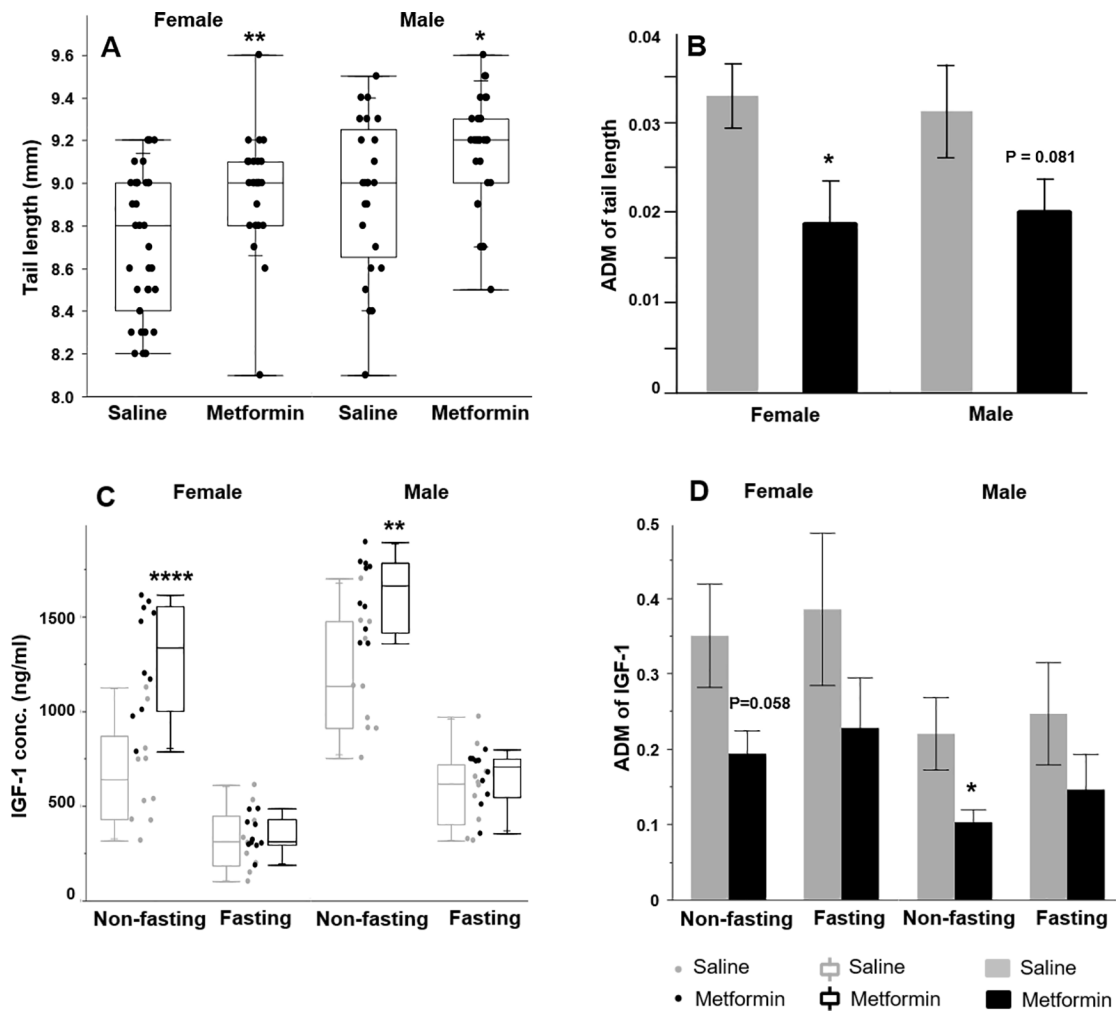 A
Female
Male
**
*
Tail length (mm)
9.6
9.4
9.2
9.0
8.8
8.6
8.4
8.2
8.0
Saline
Metformin
Saline
Metformin
B
ADM of tail length
0.04
0.03
0.02
0.01
0
*
P = 0.081
Female
Male
C
Female
Male
****
**
IGF-1 conc. (ng/ml)
1500
1000
500
0
Non-fasting
Fasting
Non-fasting
Fasting
D
Female
Male
ADM of IGF-1
0.5
0.4
0.3
0.2
0.1
0
P=0.058
*
Non-fasting
Fasting
Non-fasting
Fasting
Saline
Saline
Saline
Metformin
Metformin
Metformin